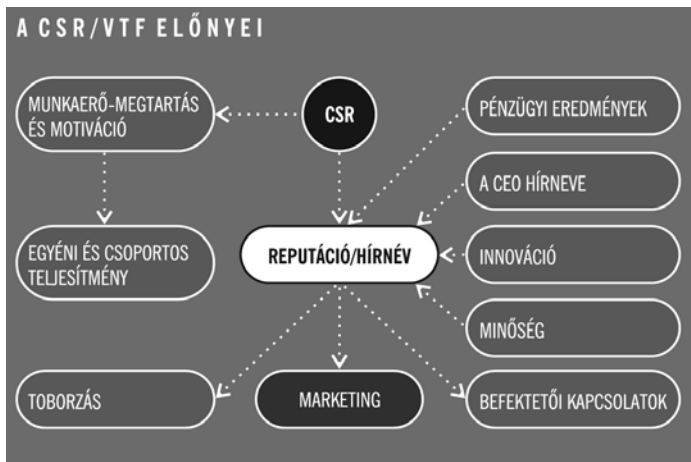 A CSR/VTF ELŐNYEI
MUNKAERŐ-MEGTARTÁS
ÉS MOTIVÁCIÓ
CSR
PÉNZÜGYI EREDMÉNYEK
A CEO HÍRNEVE
EGYÉNI ÉS CSOPORTOS
TELJESÍTMÉNY
REPUTÁCIÓ/HÍRNÉV
INNOVÁCIÓ
MINŐSÉG
TOBORZÁS
MARKETING
BEFEKTETŐI KAPCSOLATOK